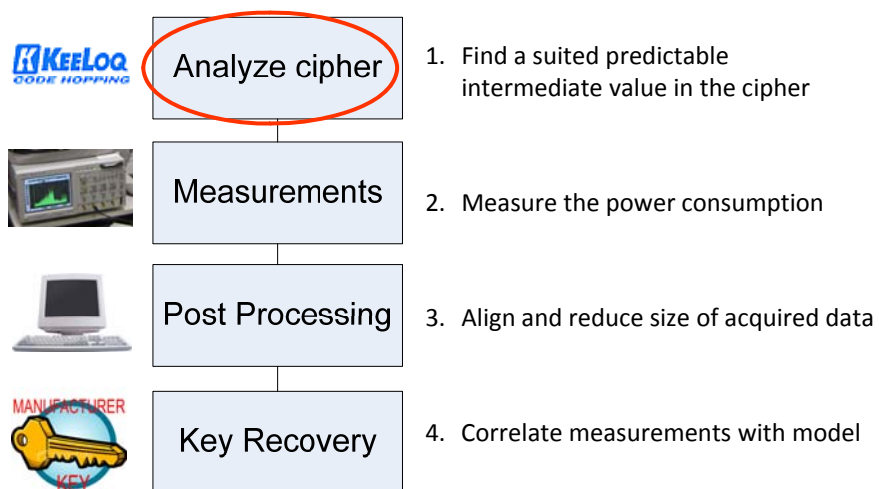 KEELOQ
CODE HOPPING
Analyze cipher
1. Find a suited predictable
intermediate value in the cipher
Measurements
2. Measure the power consumption
Post Processing
3. Align and reduce size of acquired data
MANUFACTURER
KEY
Key Recovery
4. Correlate measurements with model